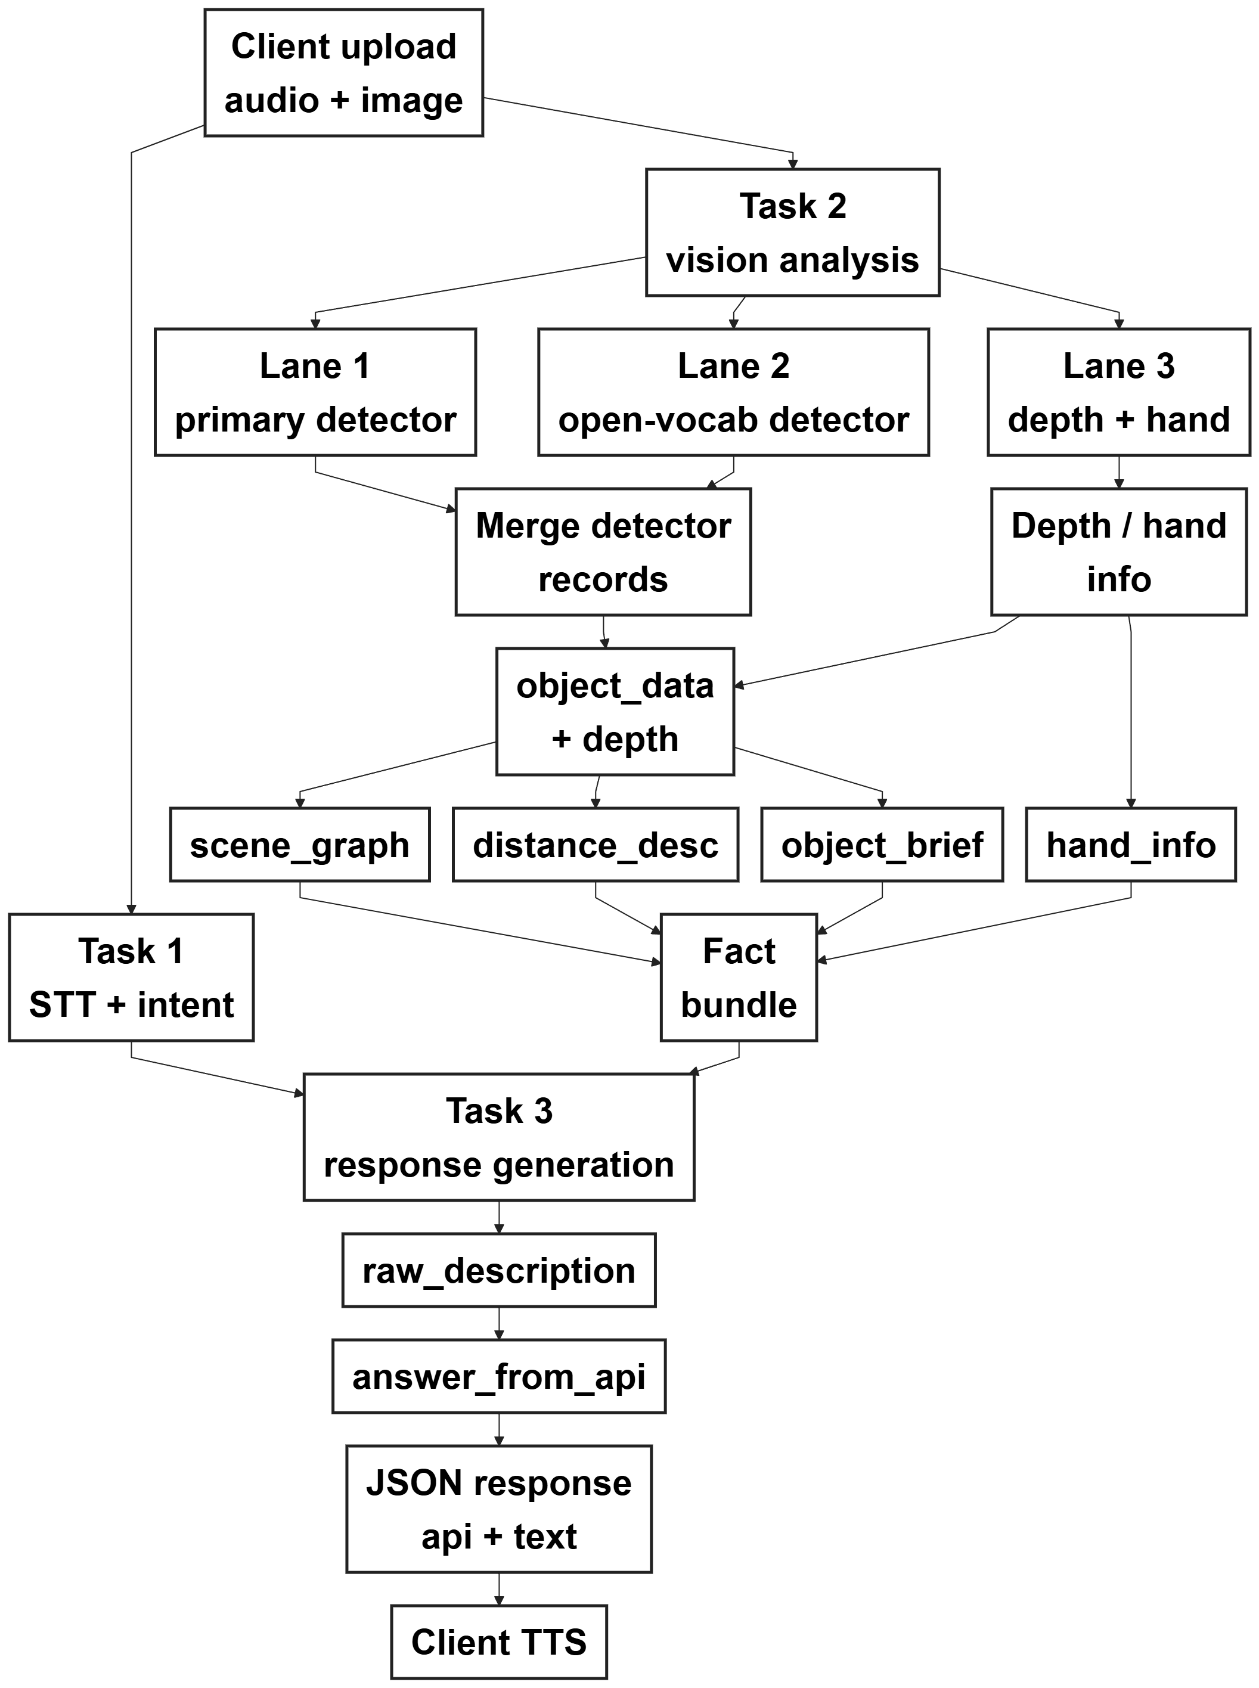 Client upload
audio + image
Task 2
vision analysis
Lane 1
primary detector
Lane 2
open-vocab detector
Lane 3
depth + hand
Merge detector
records
Depth / hand
info
object_data
+ depth
scene_graph
distance_desc
object_brief
hand_info
Task 1
STT + intent
Fact
bundle
Task 3
response generation
raw_description
answer_from_api
JSON response
api + text
Client TTS